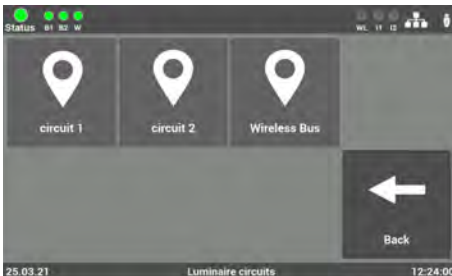 Status B1 B2 W WL I1 I2
circuit 1 circuit 2 Wireless Bus
Back
25.03.21 Luminaire circuits 12:24:00